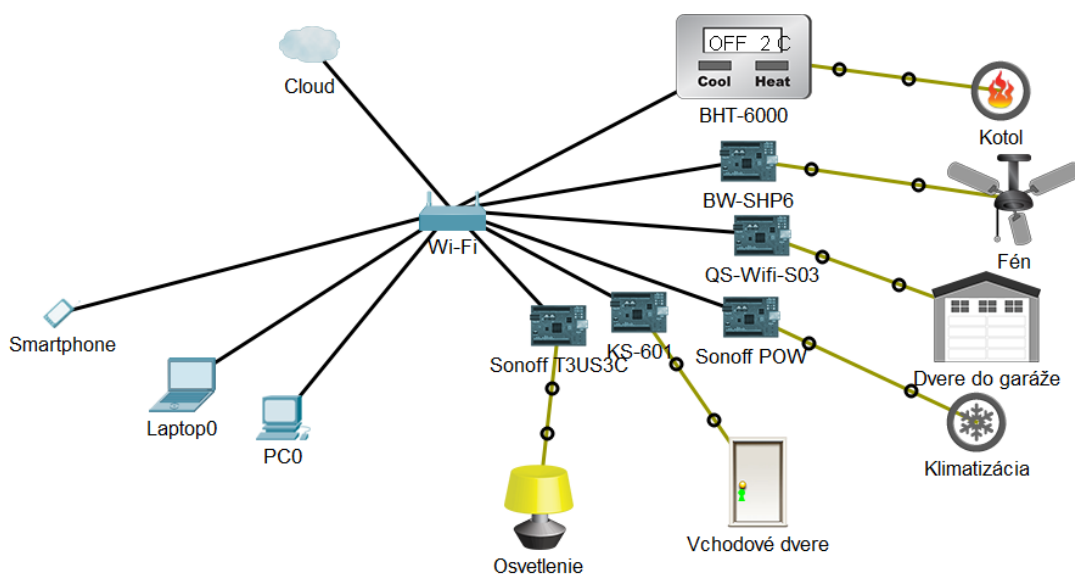 Cloud
OFF 2 C
Cool Heat
BHT-6000
Kotol
BW-SHP6
Wi-Fi
Fén
QS-Wifi-S03
Smartphone
Sonoff T3US3C
KS-601
Sonoff POW
Dvere do garáže
Laptop0
PC0
Klimatizácia
Vchodové dvere
Osvetlenie